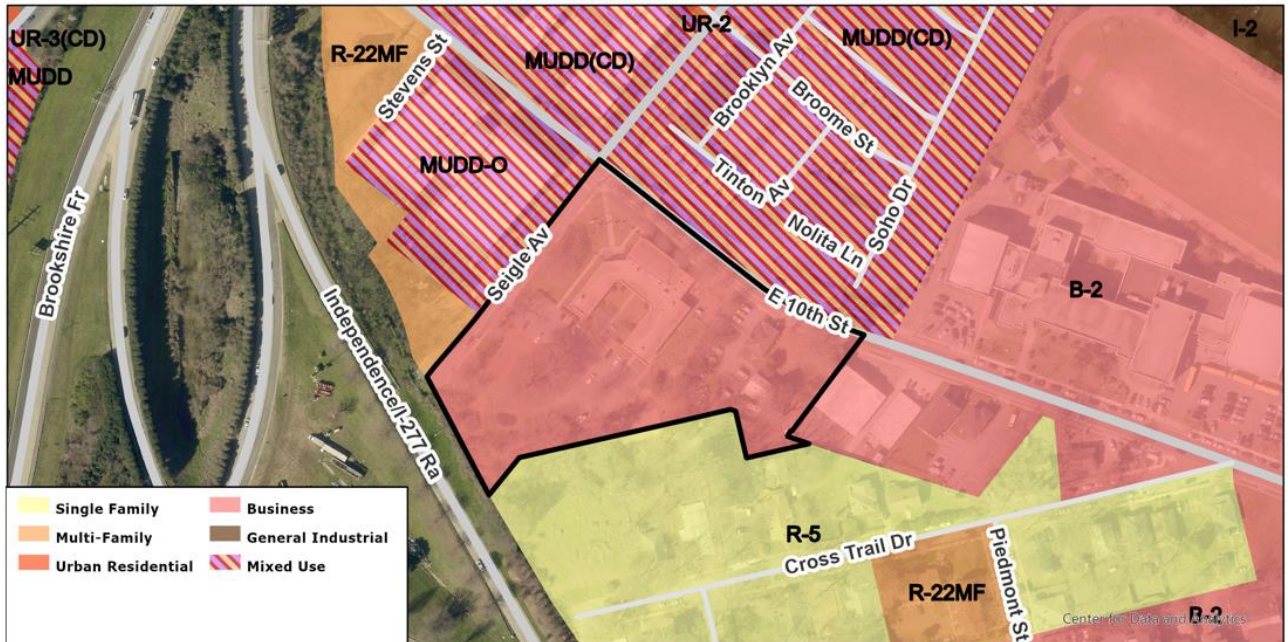 UR-3(CD)
MUDD
R-22MF
Stevens St
MUDD(CD)
UR-2
Brooklyn Av
MUDD(CD)
I-2
Broome St
MUDD-O
Tinton Av
Nolita Ln
Soho Dr
Brookshire Fr
Seigle Av
Independence/I-277 Ra
E 10th St
B-2
R-5
Cross Trail Dr
R-22MF
Piedmont St
B-2
Center for Data and Analytics
Single Family
Business
Multi-Family
General Industrial
Urban Residential
Mixed Use